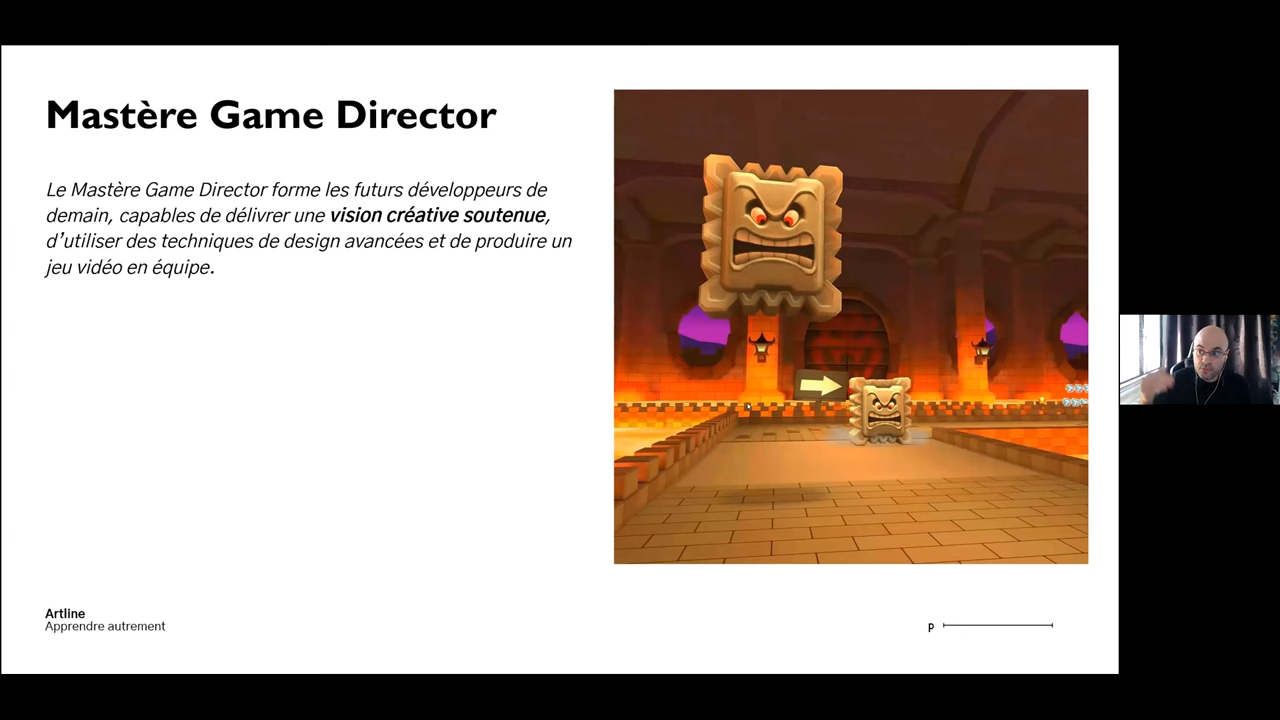 Mastère Game Director
Le Mastère Game Director forme les futurs développeurs de
demain, capables de délivrer une vision créative soutenue,
d’utiliser des techniques de design avancées et de produire un
jeu vidéo en équipe.
Artline
Apprendre autrement
P